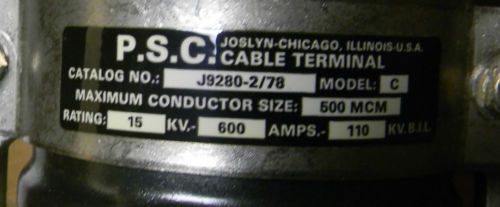 P.S.C. JOSLYN-CHICAGO, ILLINOIS-U.S.A.
CABLE TERMINAL
CATALOG NO.: J9280-2/78 MODEL: C
MAXIMUM CONDUCTOR SIZE: 500 MCM
RATING: 15 KV.- 600 AMPS.- 110 KV. B.I.L.